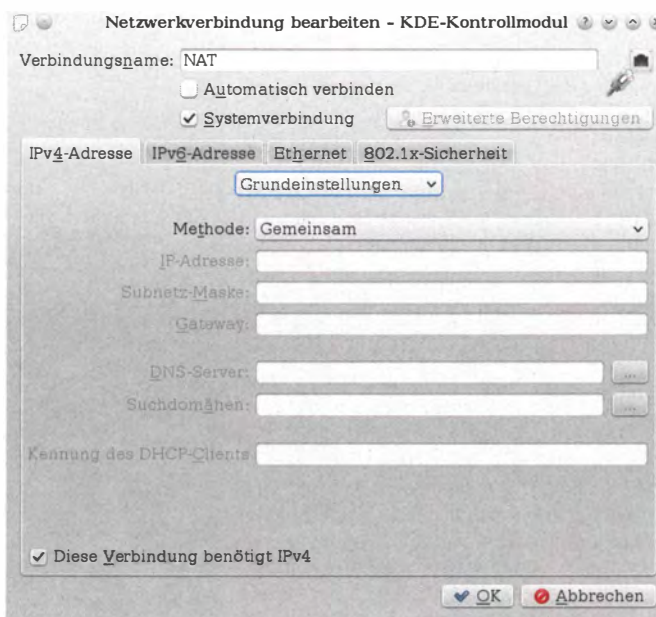 Netzwerkverbindung bearbeiten - KDE-Kontrollmodul
Verbindungsname: NAT
Automatisch verbinden
Systemverbindung
Erweiterte Berechtigungen
IPv4-Adresse IPv6-Adresse Ethernet 802.1x-Sicherheit
Grundeinstellungen
Methode: Gemeinsam
IP-Adresse:
Subnetz-Maske:
Gateway:
DNS-Server: ...
Suchdomänen: ...
Kennung des DHCP-Clients
Diese Verbindung benötigt IPv4
OK Abbrechen